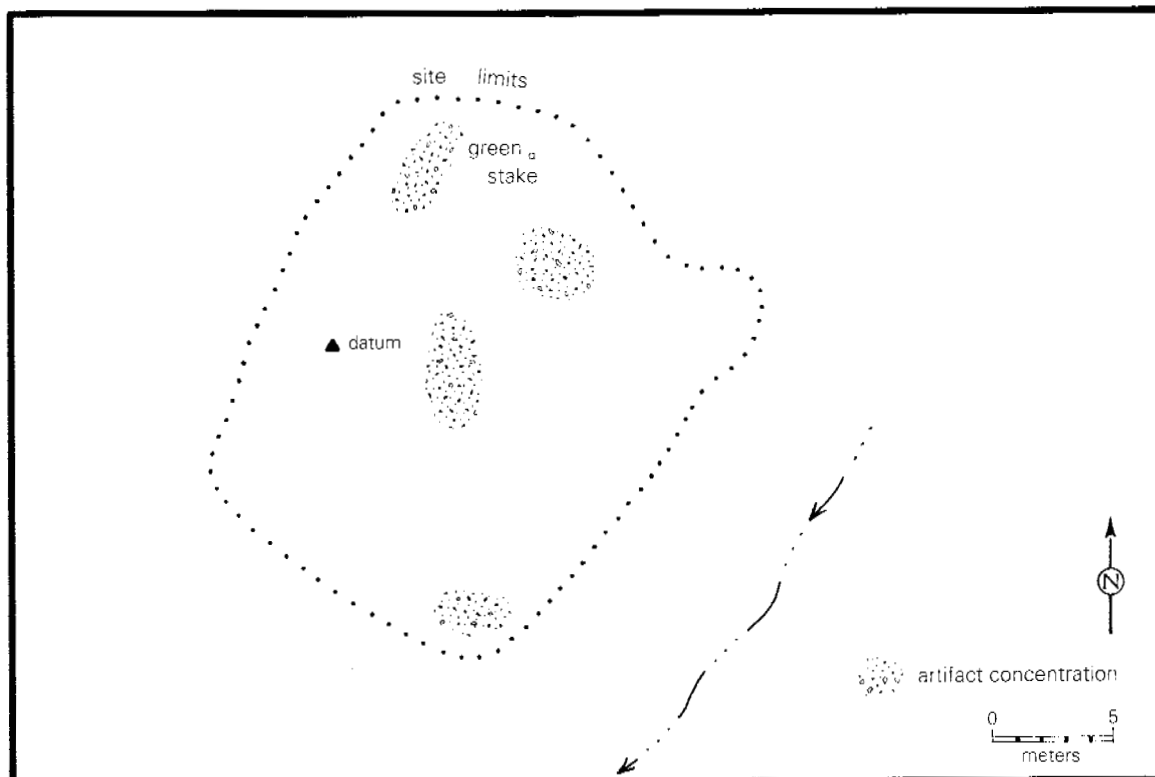 site limits
green
stake
datum
N
artifact concentration
0 5
meters